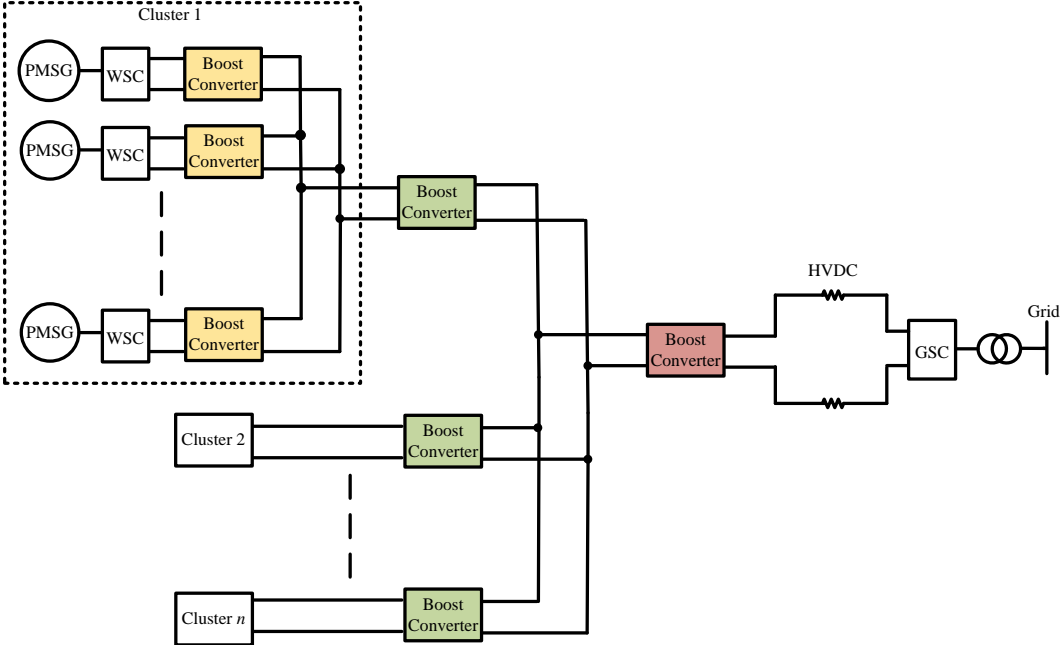 Cluster 1
PMSG
WSC
Boost
Converter
PMSG
WSC
Boost
Converter
Boost
Converter
HVDC
Grid
PMSG
WSC
Boost
Converter
Boost
Converter
GSC
Cluster 2
Boost
Converter
Cluster n
Boost
Converter